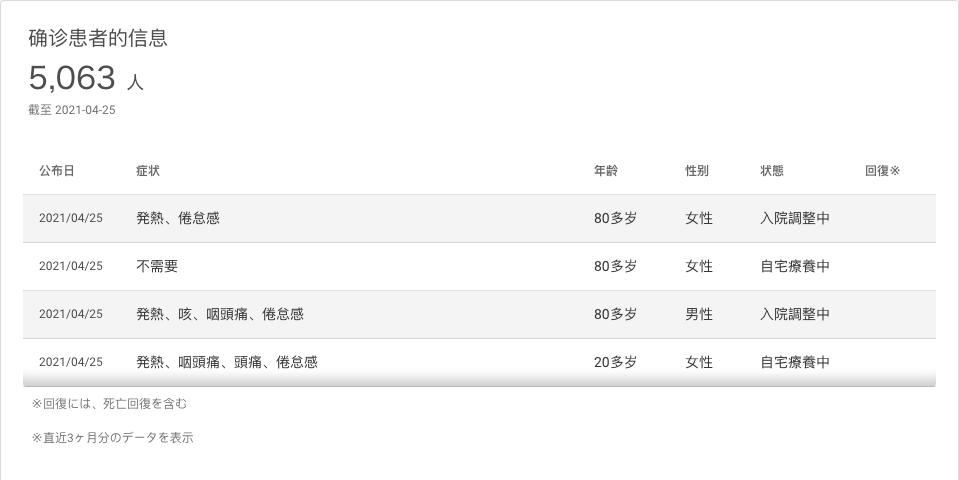 确诊患者的信息
5,063 人
截至 2021-04-25
公布日 症状 年龄 性别 状態 回復※
2021/04/25 発熱、倦怠感 80多岁 女性 入院調整中
2021/04/25 不需要 80多岁 女性 自宅療養中
2021/04/25 発熱、咳、咽頭痛、倦怠感 80多岁 男性 入院調整中
2021/04/25 発熱、咽頭痛、頭痛、倦怠感 20多岁 女性 自宅療養中
※回復には、死亡回復を含む
※直近3ヶ月分のデータを表示